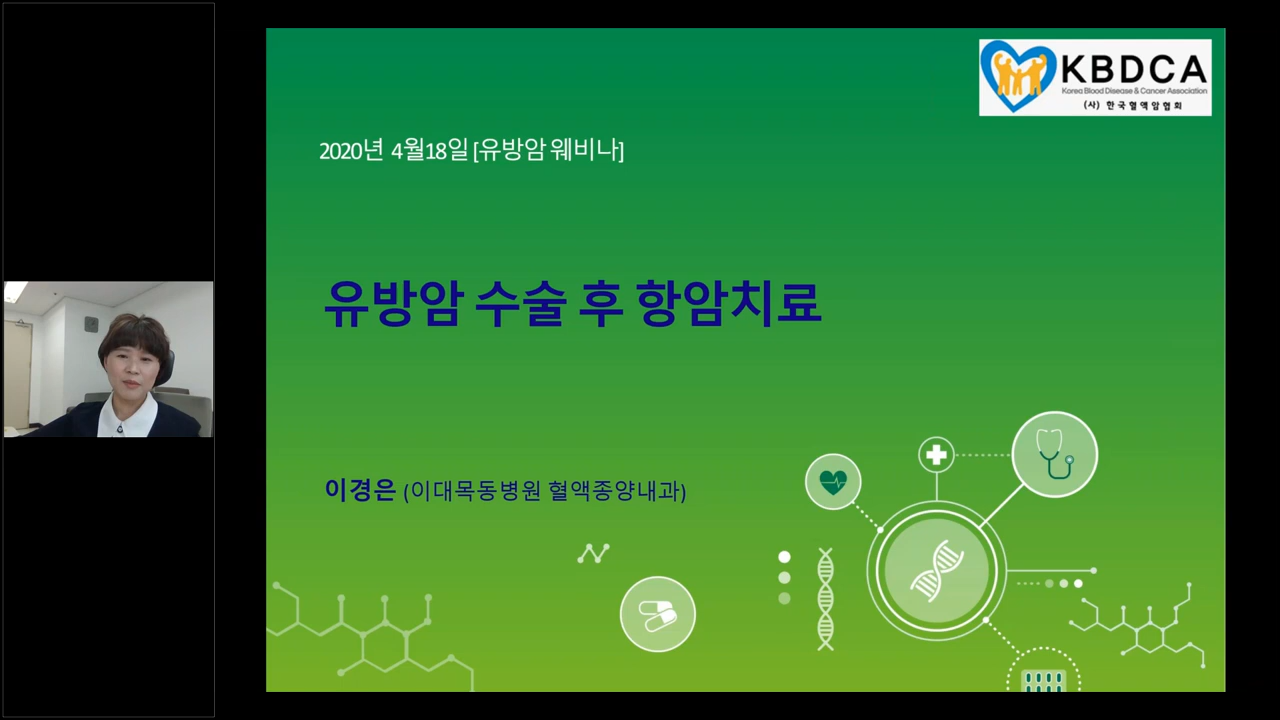 KBDCA
Korea Blood Disease & Cancer Association
(사) 한국혈액암협회
2020년 4월18일 [유방암 웨비나]
유방암 수술 후 항암치료
이경은 (이대목동병원 혈액종양내과)